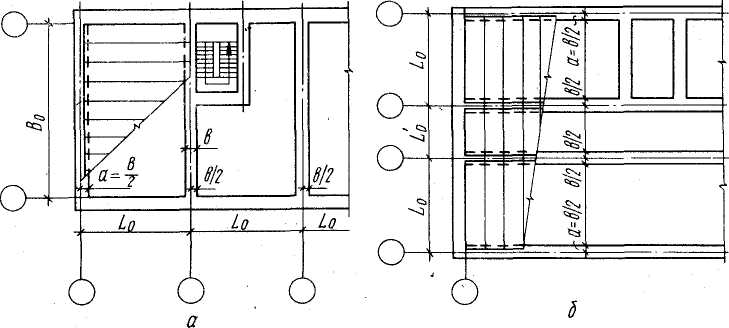 B₀
a = в/2
в
в/2
в/2
L₀
L₀
L₀
а
L₀
L₀'
L₀
a = в/2
в/2
в/2
в/2
a = в/2
б